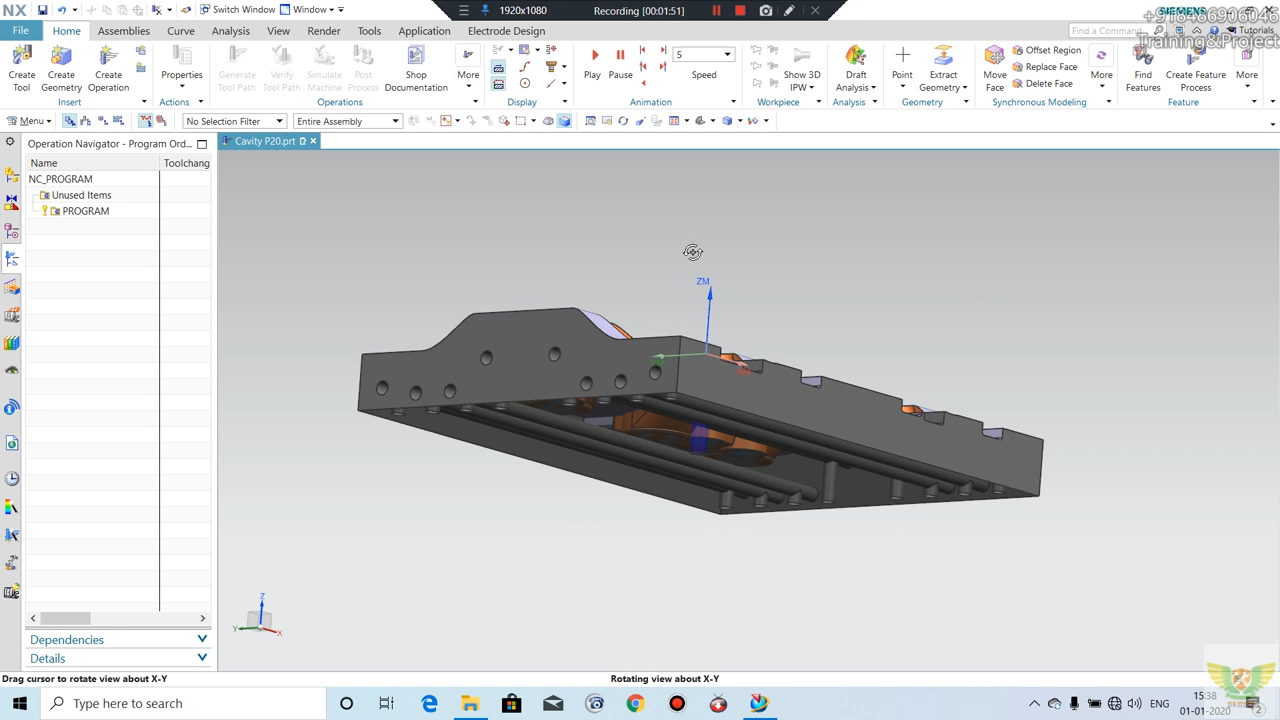 NX
Switch Window
Window
1920x1080
Recording [00:01:51]
SIEMENS
+918486906046
Training&Project
File
Home
Assemblies
Curve
Analysis
View
Render
Tools
Application
Electrode Design
Find a Command
Tutorials
Create Tool
Create Geometry
Create Operation
Properties
Generate Tool Path
Verify Tool Path
Simulate Machine
Post Process
Shop Documentation
More
Play
Pause
5
Speed
Show 3D IPW
Draft Analysis
Point
Extract Geometry
Move Face
Offset Region
Replace Face
Delete Face
More
Find Features
Create Feature Process
More
Insert
Actions
Operations
Display
Animation
Workpiece
Analysis
Geometry
Synchronous Modeling
Feature
Menu
No Selection Filter
Entire Assembly
Operation Navigator - Program Ord...
Cavity P20.prt
Name
Toolchang
NC_PROGRAM
Unused Items
PROGRAM
ZM
Z
Y
X
Dependencies
Details
Drag cursor to rotate view about X-Y
Rotating view about X-Y
Type here to search
ENG
15:38
01-01-2020
2